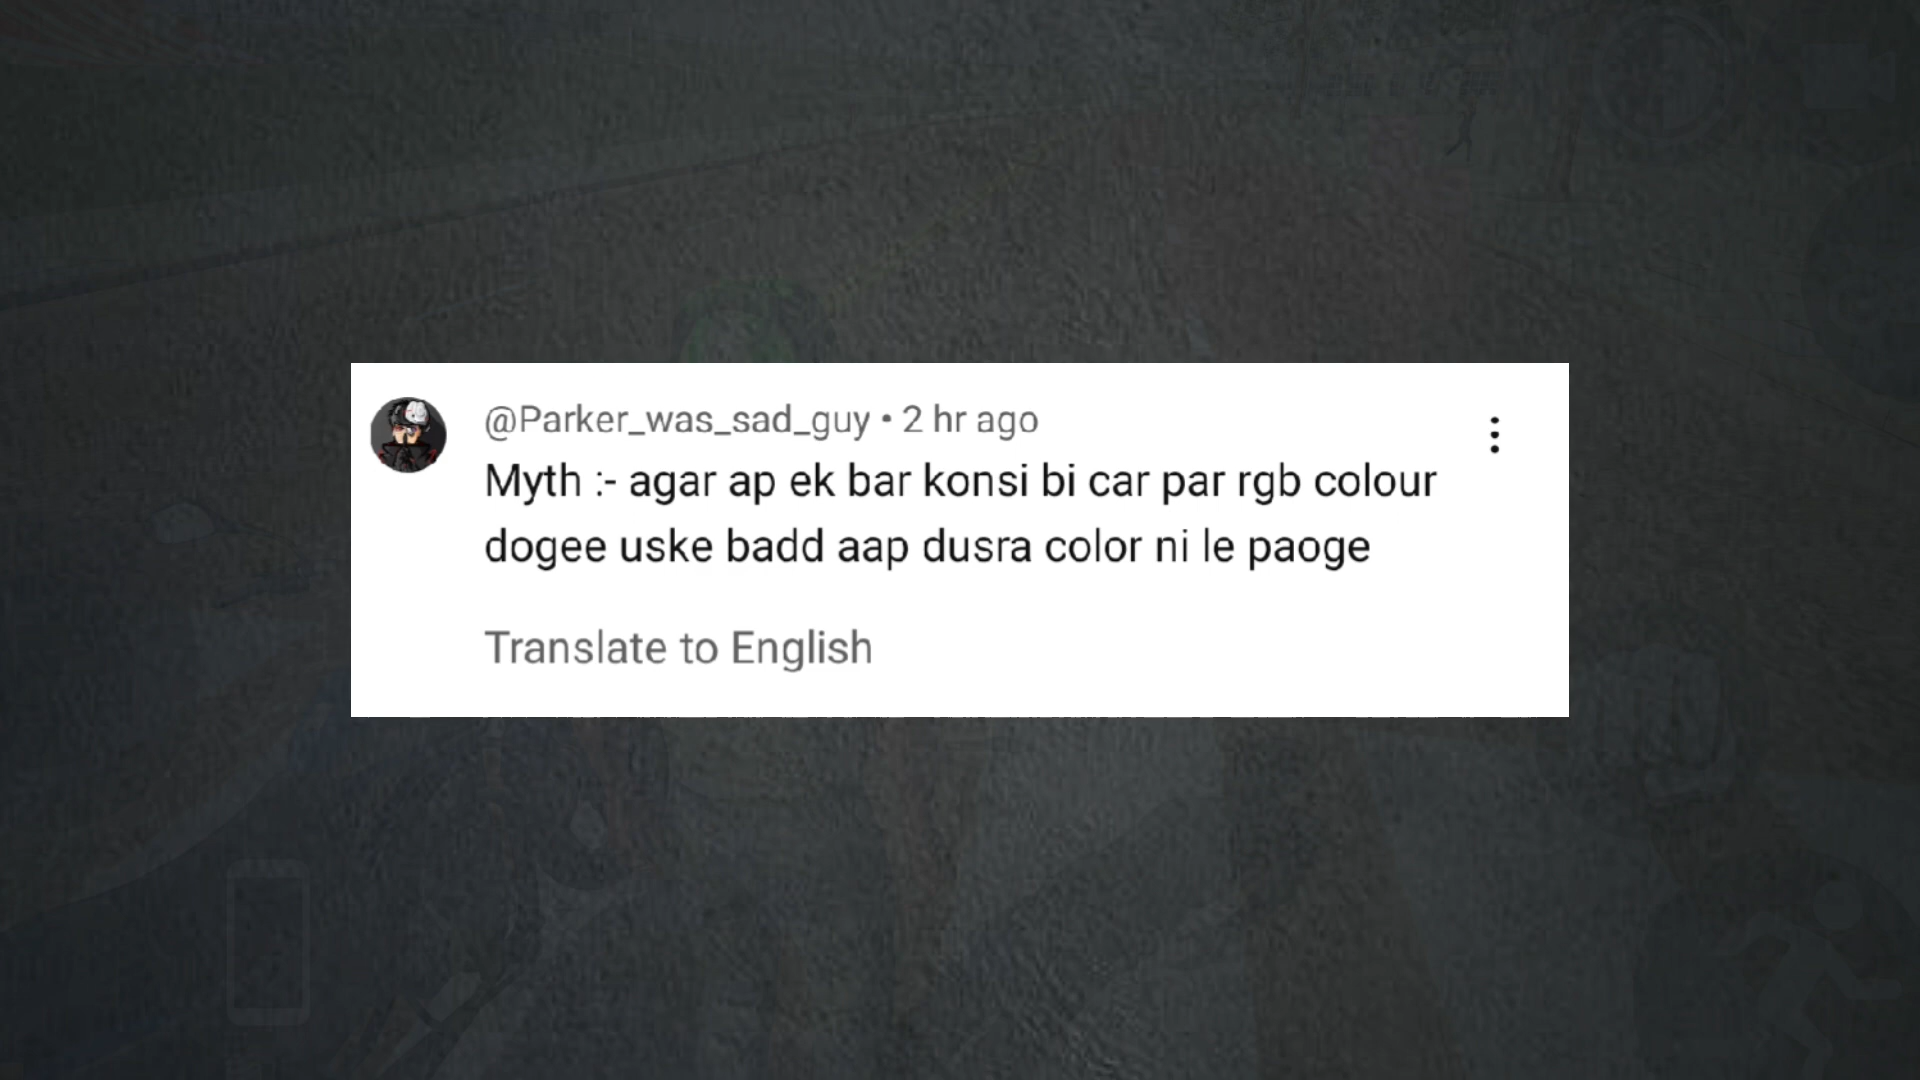 @Parker_was_sad_guy • 2 hr ago
Myth :- agar ap ek bar konsi bi car par rgb colour
dogee uske badd aap dusra color ni le paoge
Translate to English